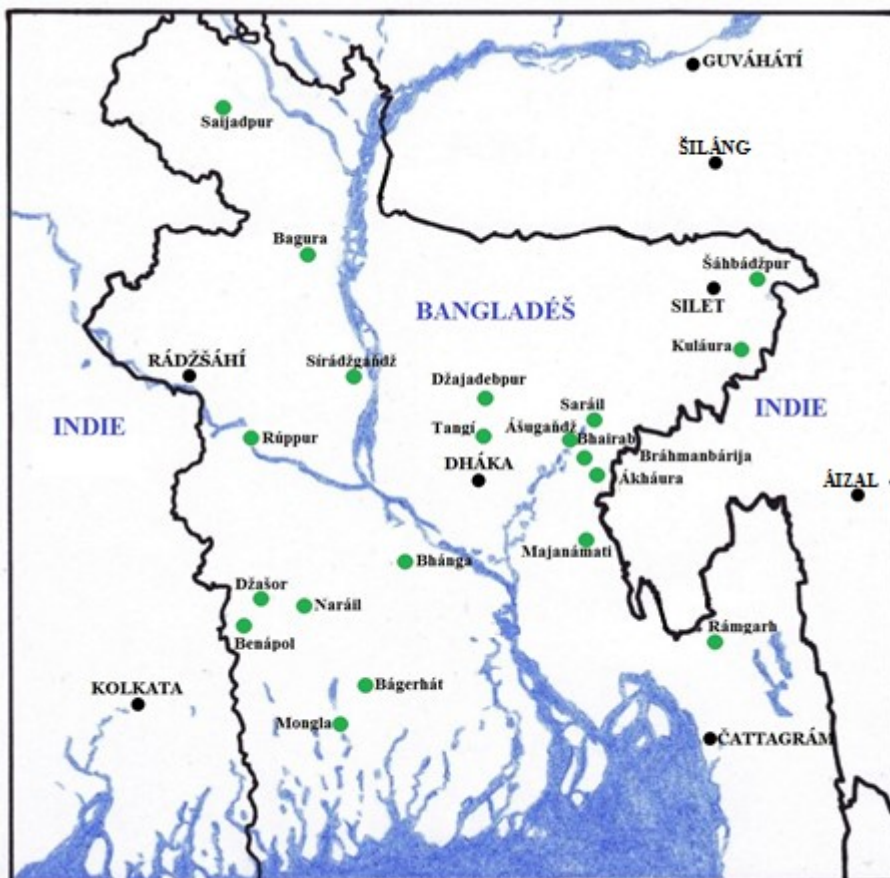 GUVÁHÁTÍ
Saijadpur
ŠILÁNG
Bagura
Šáhbádžpur
SILET
BANGLADÉŠ
Kuláura
RÁDŽŠÁHÍ
Sírádžgaňdž
Džajadebpur
INDIE
Saráil
INDIE
Rúppur
Tangí
Ášugaňdž
Bhairab
Bráhmanbárija
DHÁKA
Ákháura
ÁIZAL
Majanámati
Bhánga
Džašor
Naráil
Benápol
Rámgarh
KOLKATA
Bágerhát
Mongla
ČATTAGRÁM